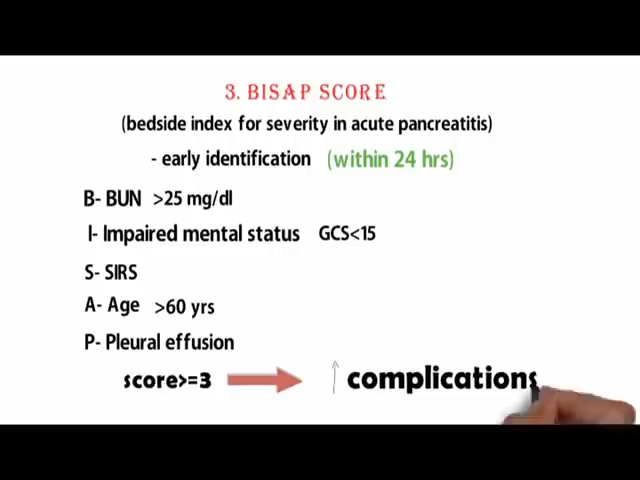 3. BISAP SCORE
(bedside index for severity in acute pancreatitis)
- early identification (within 24 hrs)
B- BUN >25 mg/dl
I- Impaired mental status GCS<15
S- SIRS
A- Age >60 yrs
P- Pleural effusion
score>=3 ↑ complications